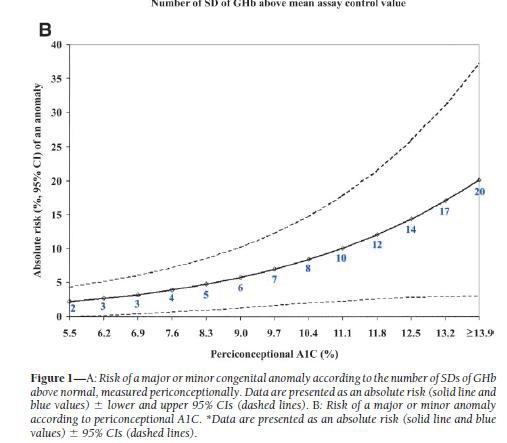 Number of SD of GHb above mean assay control value
B
40
35
30
25
20
15
10
5
0
Absolute risk (%, 95% CI) of an anomaly
2
3
3
4
5
6
7
8
10
12
14
17
20
5.5 6.2 6.9 7.6 8.3 9.0 9.7 10.4 11.1 11.8 12.5 13.2 ≥13.9
Perciconceptional A1C (%)
Figure 1—A: Risk of a major or minor congenital anomaly according to the number of SDs of GHb
above normal, measured periconceptionally. Data are presented as an absolute risk (solid line and
blue values) ± lower and upper 95% CIs (dashed lines). B: Risk of a major or minor anomaly
according to periconceptional A1C. *Data are presented as an absolute risk (solid line and blue
values) ± 95% CIs (dashed lines).